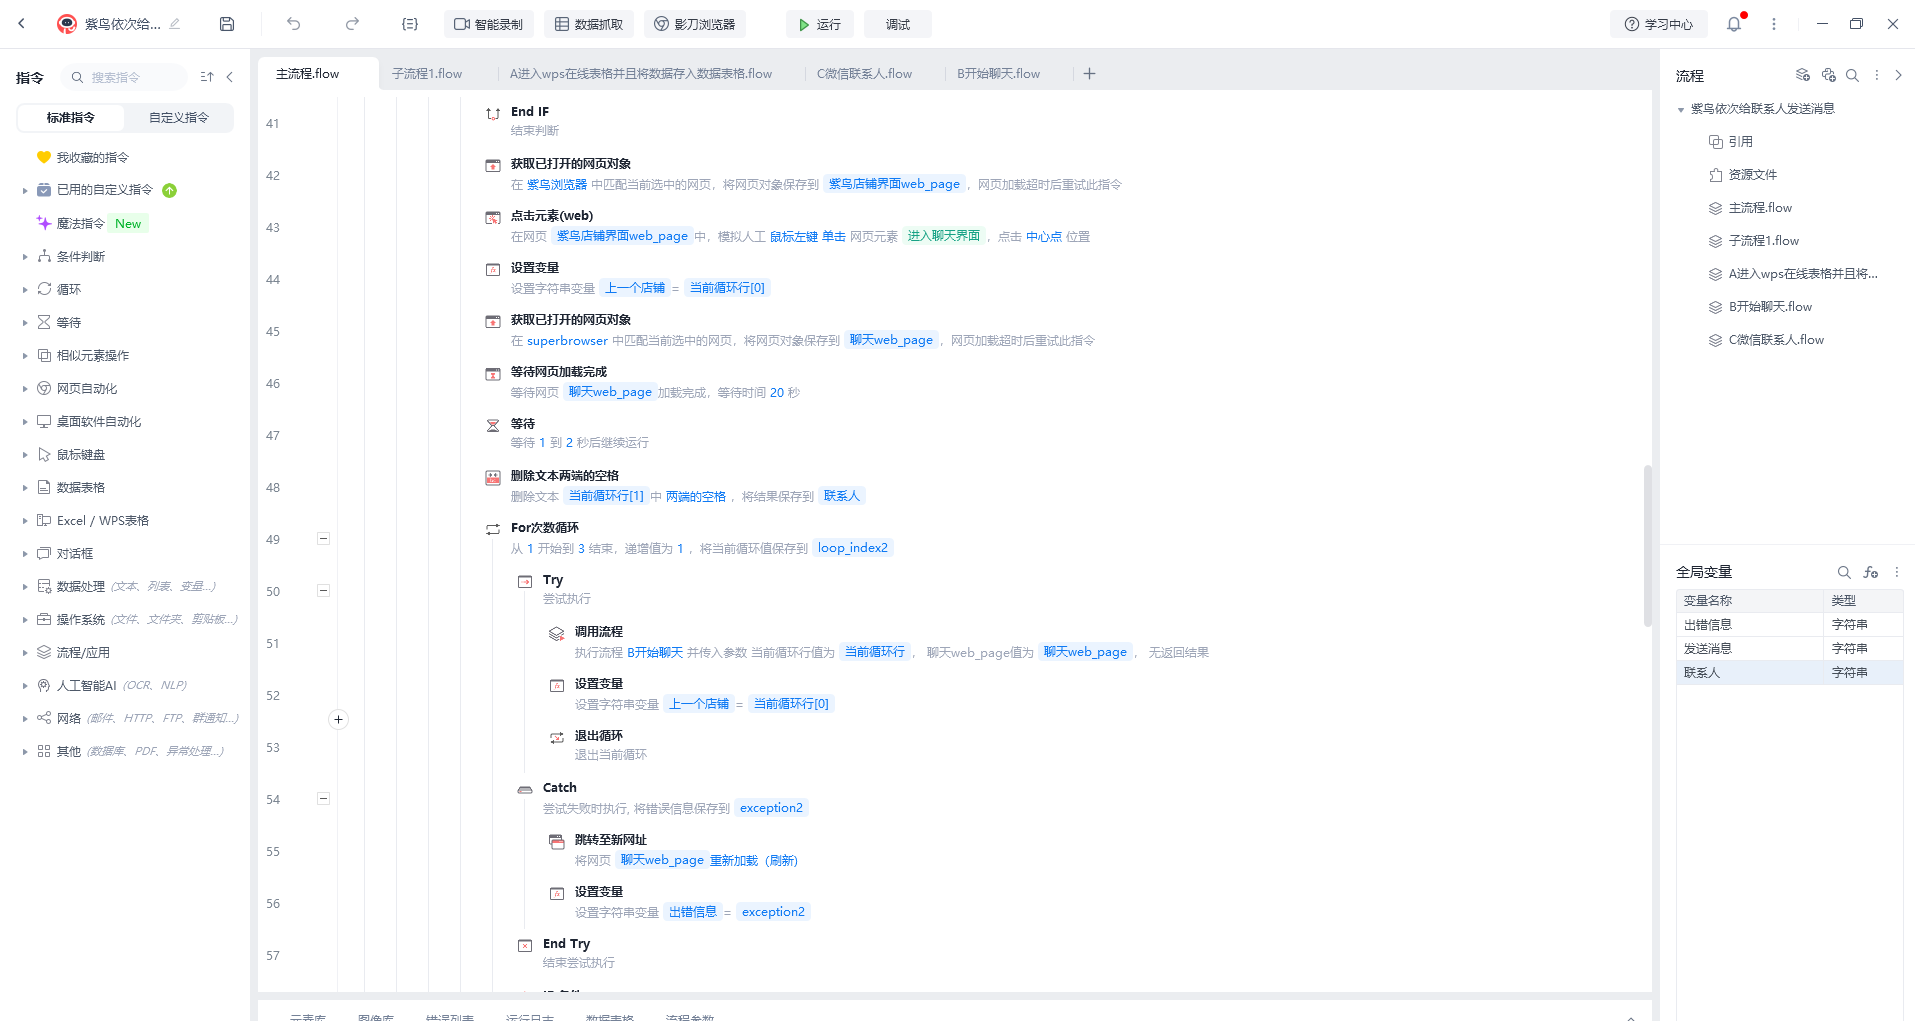 紫鸟依次给...
智能录制
数据抓取
影刀浏览器
运行
调试
学习中心
指令
搜索指令
标准指令
自定义指令
我收藏的指令
已用的自定义指令
魔法指令 New
条件判断
循环
等待
相似元素操作
网页自动化
桌面软件自动化
鼠标键盘
数据表格
Excel / WPS表格
对话框
数据处理 (文本、列表、变量...)
操作系统 (文件、文件夹、剪贴板...)
流程/应用
人工智能AI (OCR、NLP)
网络 (邮件、HTTP、FTP、群通知...)
其他 (数据库、PDF、异常处理...)
主流程.flow
子流程1.flow
A进入wps在线表格并且将数据存入数据表格.flow
C微信联系人.flow
B开始聊天.flow
41
End IF
结束判断
42
获取已打开的网页对象
在 紫鸟浏览器 中匹配当前选中的网页，将网页对象保存到 紫鸟店铺界面web_page ，网页加载超时后重试此指令
43
点击元素(web)
在网页 紫鸟店铺界面web_page 中，模拟人工 鼠标左键 单击 网页元素 进入聊天界面 ，点击 中心点 位置
44
设置变量
设置字符串变量 上一个店铺 = 当前循环行[0]
45
获取已打开的网页对象
在 superbrowser 中匹配当前选中的网页，将网页对象保存到 聊天web_page ，网页加载超时后重试此指令
46
等待网页加载完成
等待网页 聊天web_page 加载完成，等待时间 20 秒
47
等待
等待 1 到 2 秒后继续运行
48
删除文本两端的空格
删除文本 当前循环行[1] 中 两端的空格 ，将结果保存到 联系人
49
For次数循环
从 1 开始到 3 结束，递增值为 1 ，将当前循环值保存到 loop_index2
50
Try
尝试执行
51
调用流程
执行流程 B开始聊天 并传入参数 当前循环行值为 当前循环行 ， 聊天web_page值为 聊天web_page ， 无返回结果
52
设置变量
设置字符串变量 上一个店铺 = 当前循环行[0]
53
退出循环
退出当前循环
54
Catch
尝试失败时执行, 将错误信息保存到 exception2
55
跳转至新网址
将网页 聊天web_page 重新加载（刷新）
56
设置变量
设置字符串变量 出错信息 = exception2
57
End Try
结束尝试执行
元素库
图像库
错误列表
运行日志
数据表格
流程参数
流程
紫鸟依次给联系人发送消息
引用
资源文件
主流程.flow
子流程1.flow
A进入wps在线表格并且将...
B开始聊天.flow
C微信联系人.flow
全局变量
变量名称 类型
出错信息 字符串
发送消息 字符串
联系人 字符串